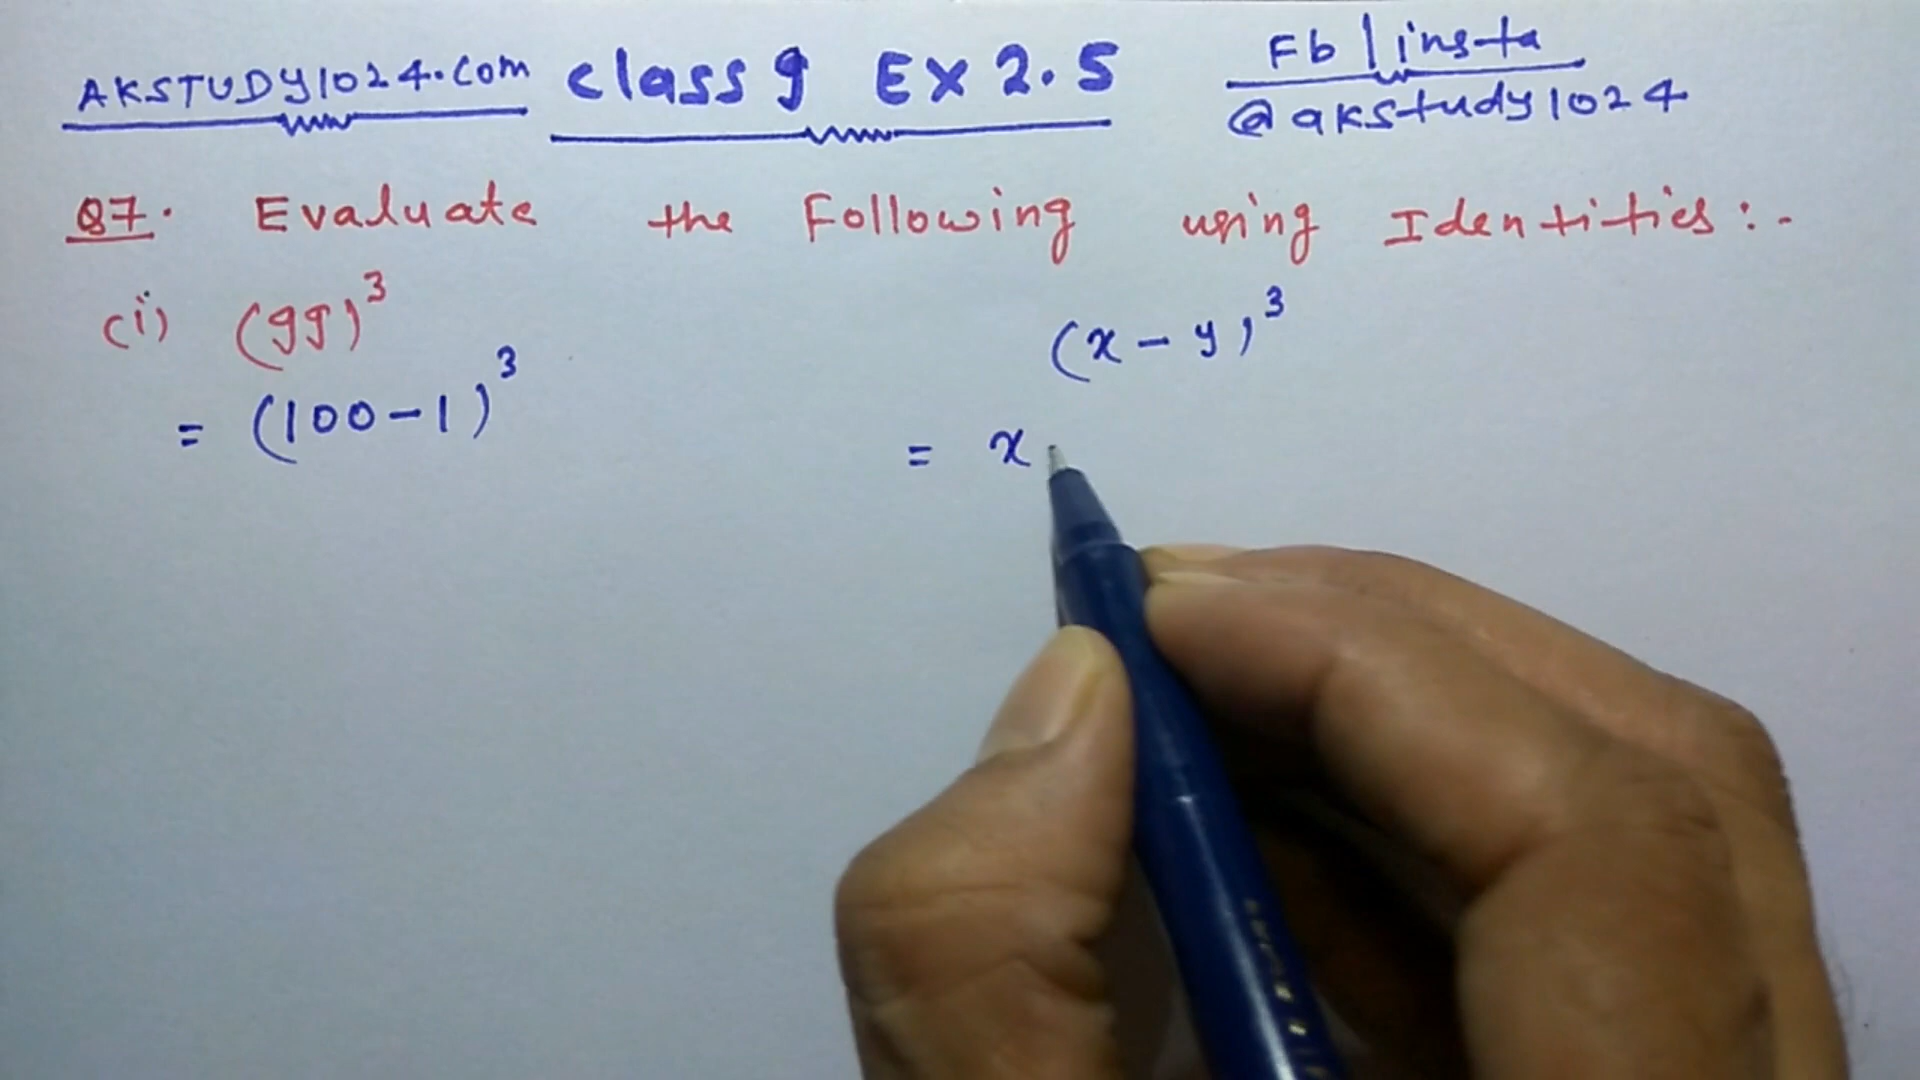 AKSTUDY1024.com class 9 EX 2.5 Fb | insta
@akstudy1024
Q7. Evaluate the Following using Identities:-
(i) (99)³
(x-y)³
= (100-1)³
= x